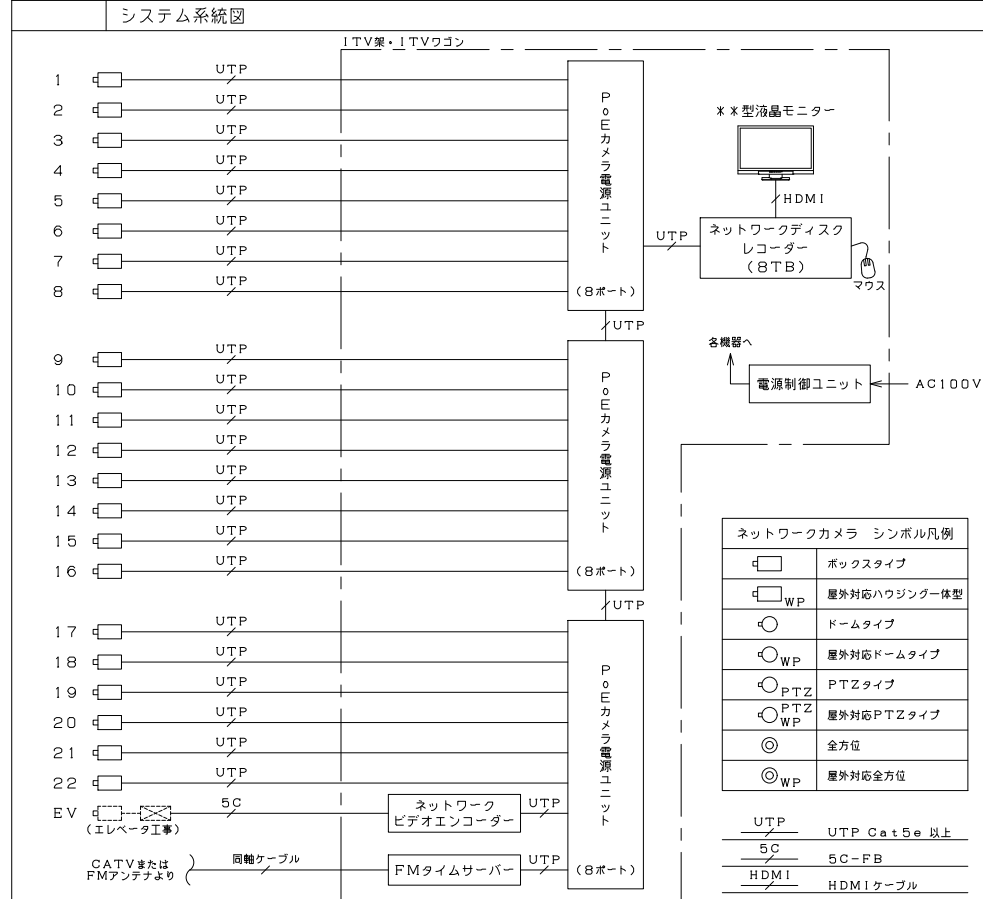 システム系統図
ITV架・ITVワゴン
1 UTP
2 UTP
3 UTP
4 UTP
5 UTP
6 UTP
7 UTP
8 UTP
PoEカメラ電源ユニット
(8ポート)
UTP
**型液晶モニター
HDMI
UTP
ネットワークディスク
レコーダー
(8TB)
マウス
9 UTP
10 UTP
11 UTP
12 UTP
13 UTP
14 UTP
15 UTP
16 UTP
PoEカメラ電源ユニット
(8ポート)
UTP
各機器へ
電源制御ユニット
AC100V
17 UTP
18 UTP
19 UTP
20 UTP
21 UTP
22 UTP
EV 5C
(エレベータ工事)
ネットワーク
ビデオエンコーダー
UTP
CATVまたは
FMアンテナより
同軸ケーブル
FMタイムサーバー
UTP
PoEカメラ電源ユニット
(8ポート)
ネットワークカメラ シンボル凡例
ボックスタイプ
WP 屋外対応ハウジング一体型
ドームタイプ
WP 屋外対応ドームタイプ
PTZ PTZタイプ
PTZ
WP 屋外対応PTZタイプ
全方位
WP 屋外対応全方位
UTP UTP Cat5e 以上
5C 5C-FB
HDMI HDMIケーブル